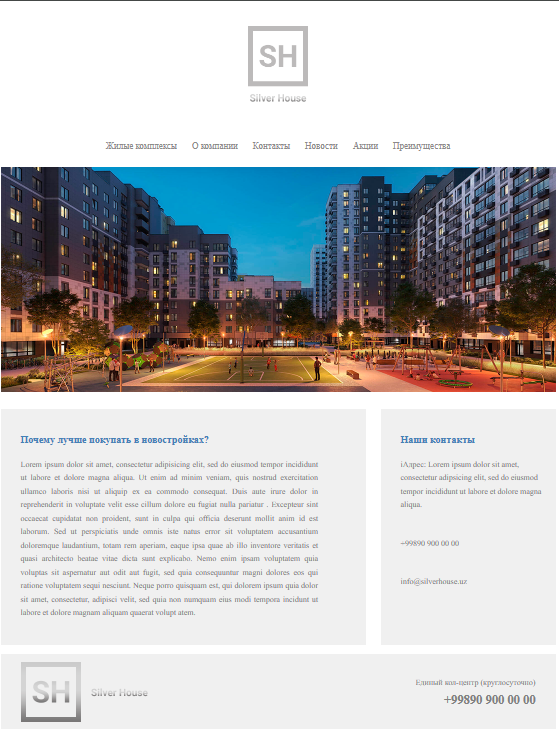 SH
Silver House
Жилые комплексы О компании Контакты Новости Акции Преимущества
Почему лучше покупать в новостройках?
Lorem ipsum dolor sit amet, consectetur adipisicing elit, sed do eiusmod tempor incididunt
ut labore et dolore magna aliqua. Ut enim ad minim veniam, quis nostrud exercitation
ullamco laboris nisi ut aliquip ex ea commodo consequat. Duis aute irure dolor in
reprehenderit in voluptate velit esse cillum dolore eu fugiat nulla pariatur . Excepteur sint
occaecat cupidatat non proident, sunt in culpa qui officia deserunt mollit anim id est
laborum. Sed ut perspiciatis unde omnis iste natus error sit voluptatem accusantium
doloremque laudantium, totam rem aperiam, eaque ipsa quae ab illo inventore veritatis et
quasi architecto beatae vitae dicta sunt explicabo. Nemo enim ipsam voluptatem quia
voluptas sit aspernatur aut odit aut fugit, sed quia consequuntur magni dolores eos qui
ratione voluptatem sequi nesciunt. Neque porro quisquam est, qui dolorem ipsum quia dolor
sit amet, consectetur, adipisci velit, sed quia non numquam eius modi tempora incidunt ut
labore et dolore magnam aliquam quaerat volupt atem.
Наши контакты
iАдрес: Lorem ipsum dolor sit amet,
consectetur adipisicing elit, sed do eiusmod
tempor incididunt ut labore et dolore magna
aliqua.
+99890 900 00 00
info@silverhouse.uz
SH
Silver House
Единый кол-центр (круглосуточно)
+99890 900 00 00